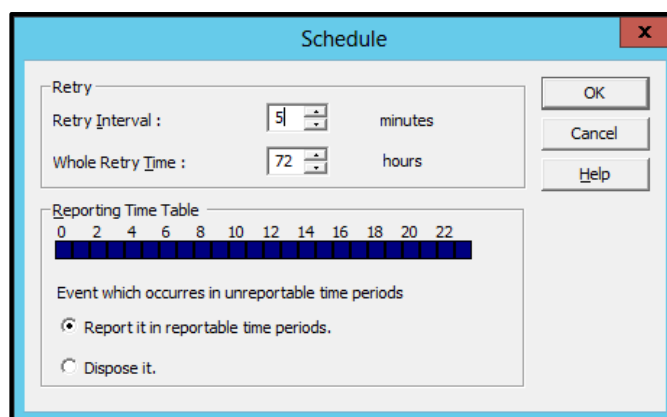 Schedule
x
Retry
Retry Interval : 5 minutes
Whole Retry Time : 72 hours
OK
Cancel
Help
Reporting Time Table
0 2 4 6 8 10 12 14 16 18 20 22
Event which occurres in unreportable time periods
Report it in reportable time periods.
Dispose it.